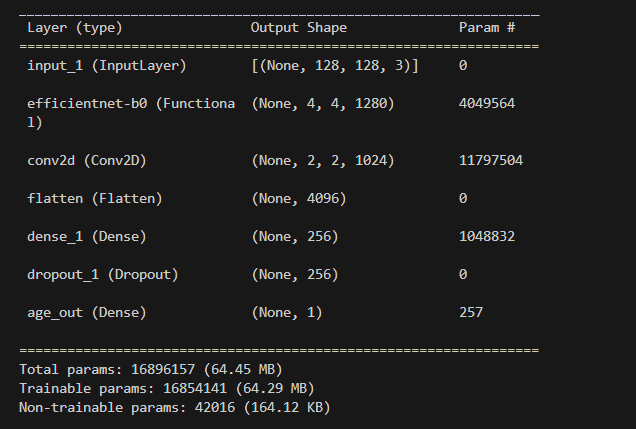 Layer (type) Output Shape Param #
input_1 (InputLayer) [(None, 128, 128, 3)] 0
efficientnet-b0 (Functiona (None, 4, 4, 1280) 4049564
l)
conv2d (Conv2D) (None, 2, 2, 1024) 11797504
flatten (Flatten) (None, 4096) 0
dense_1 (Dense) (None, 256) 1048832
dropout_1 (Dropout) (None, 256) 0
age_out (Dense) (None, 1) 257
Total params: 16896157 (64.45 MB)
Trainable params: 16854141 (64.29 MB)
Non-trainable params: 42016 (164.12 KB)